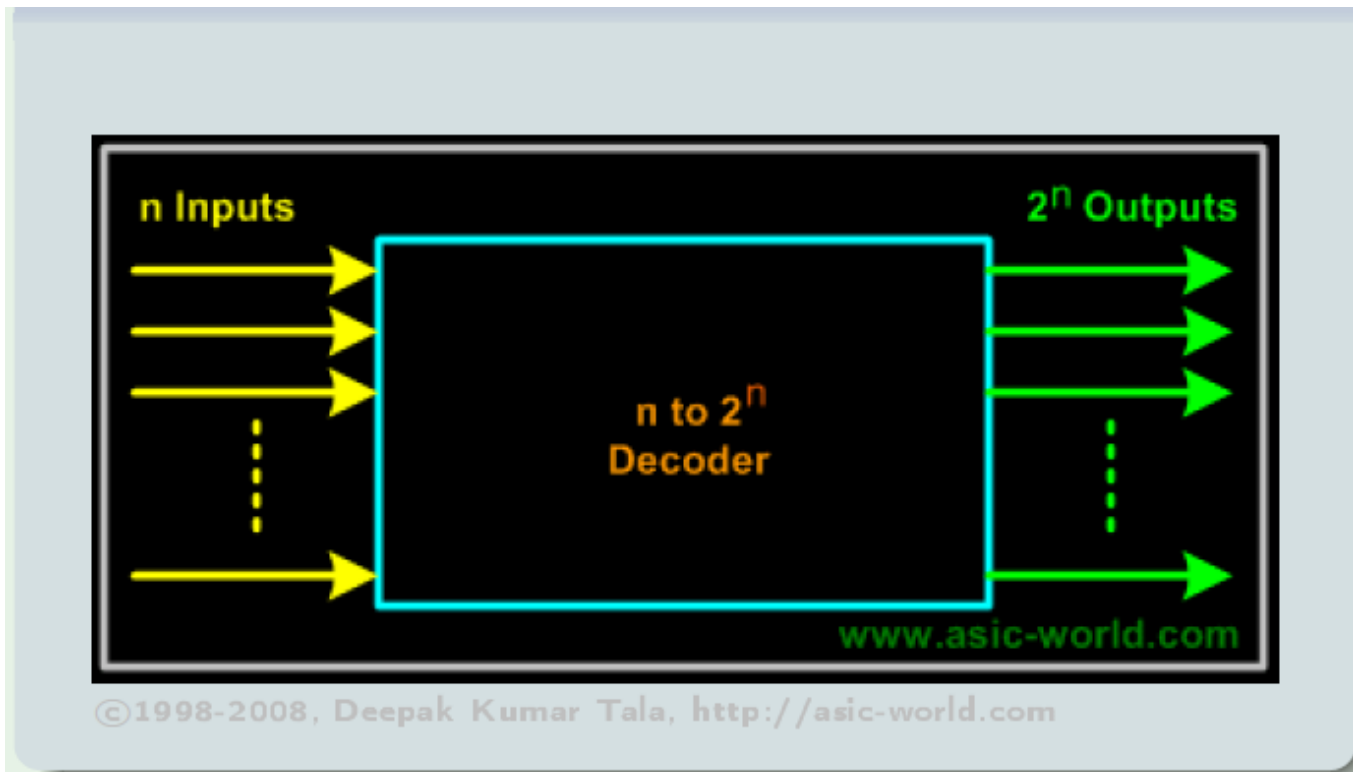 n Inputs
2ⁿ Outputs
n to 2ⁿ
Decoder
www.asic-world.com
©1998-2008, Deepak Kumar Tala, http://asic-world.com